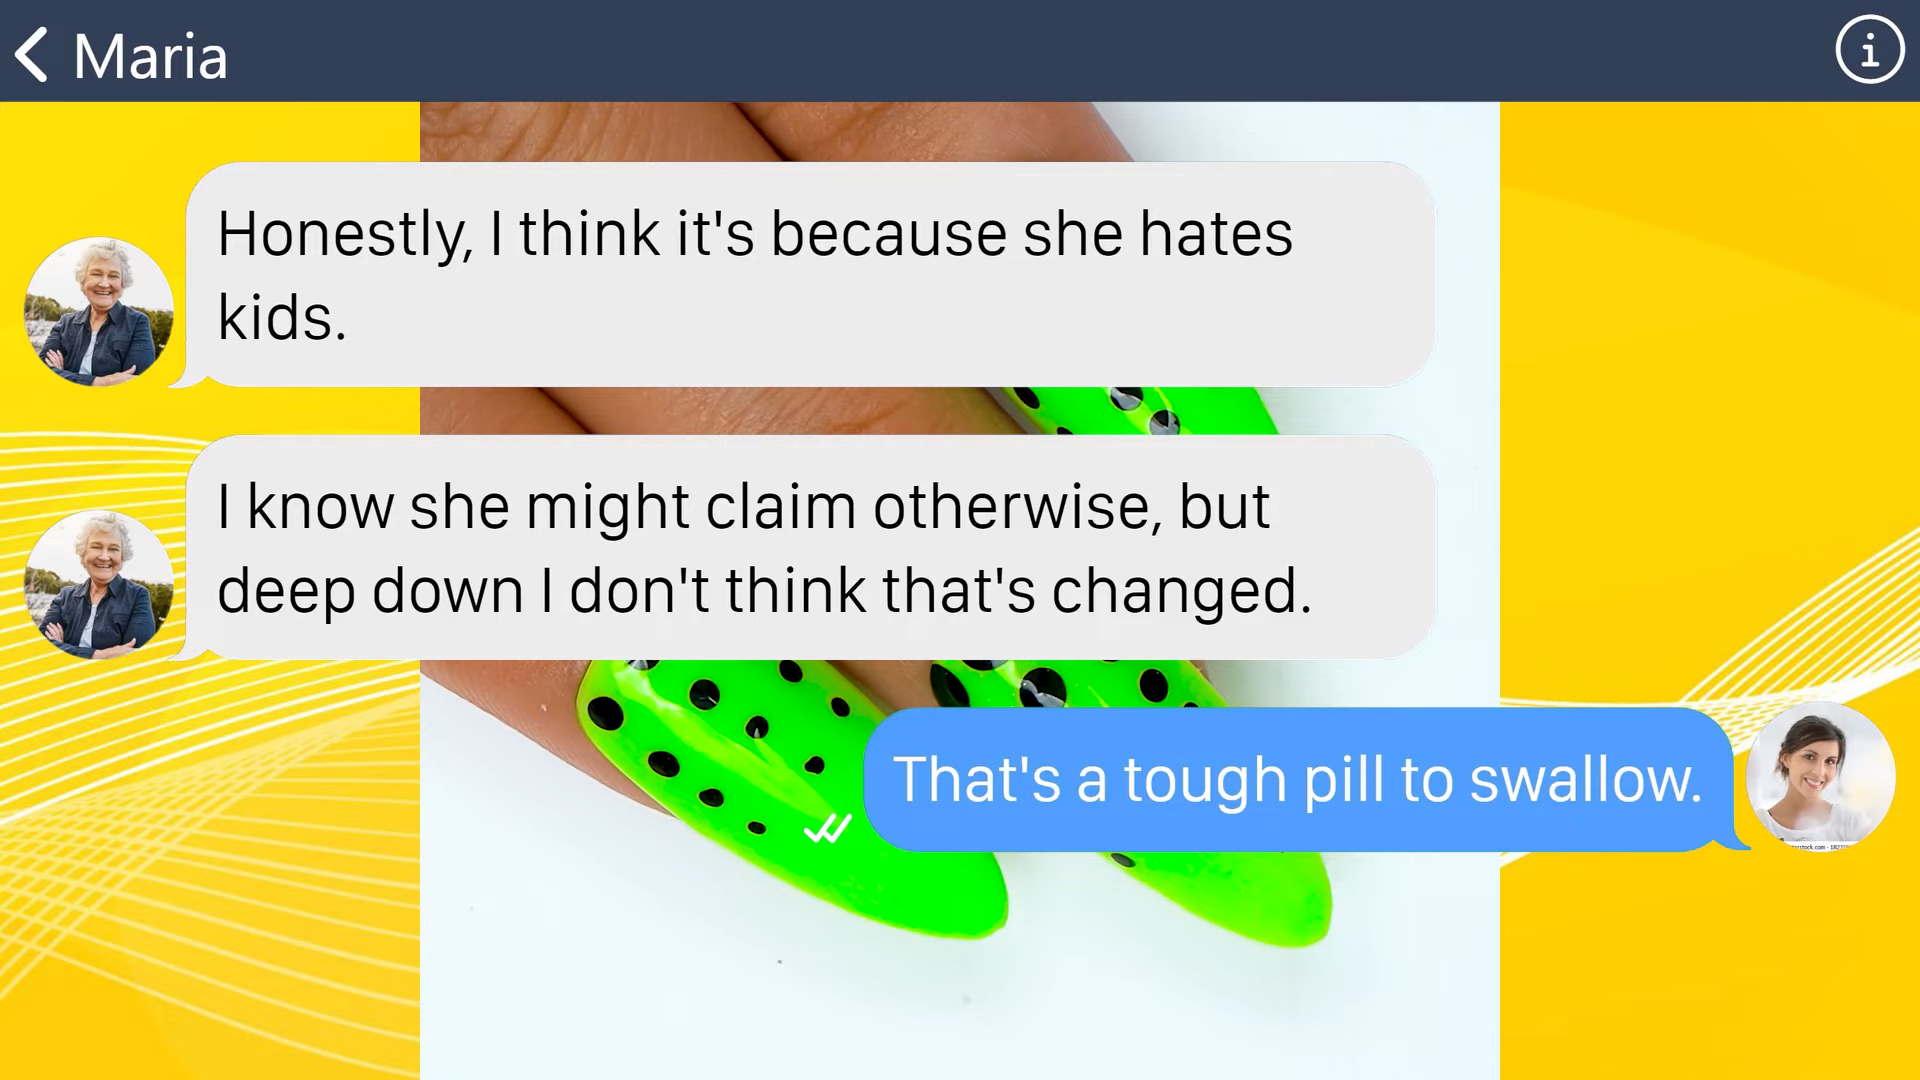 Maria
Honestly, I think it's because she hates
kids.
I know she might claim otherwise, but
deep down I don't think that's changed.
That's a tough pill to swallow.